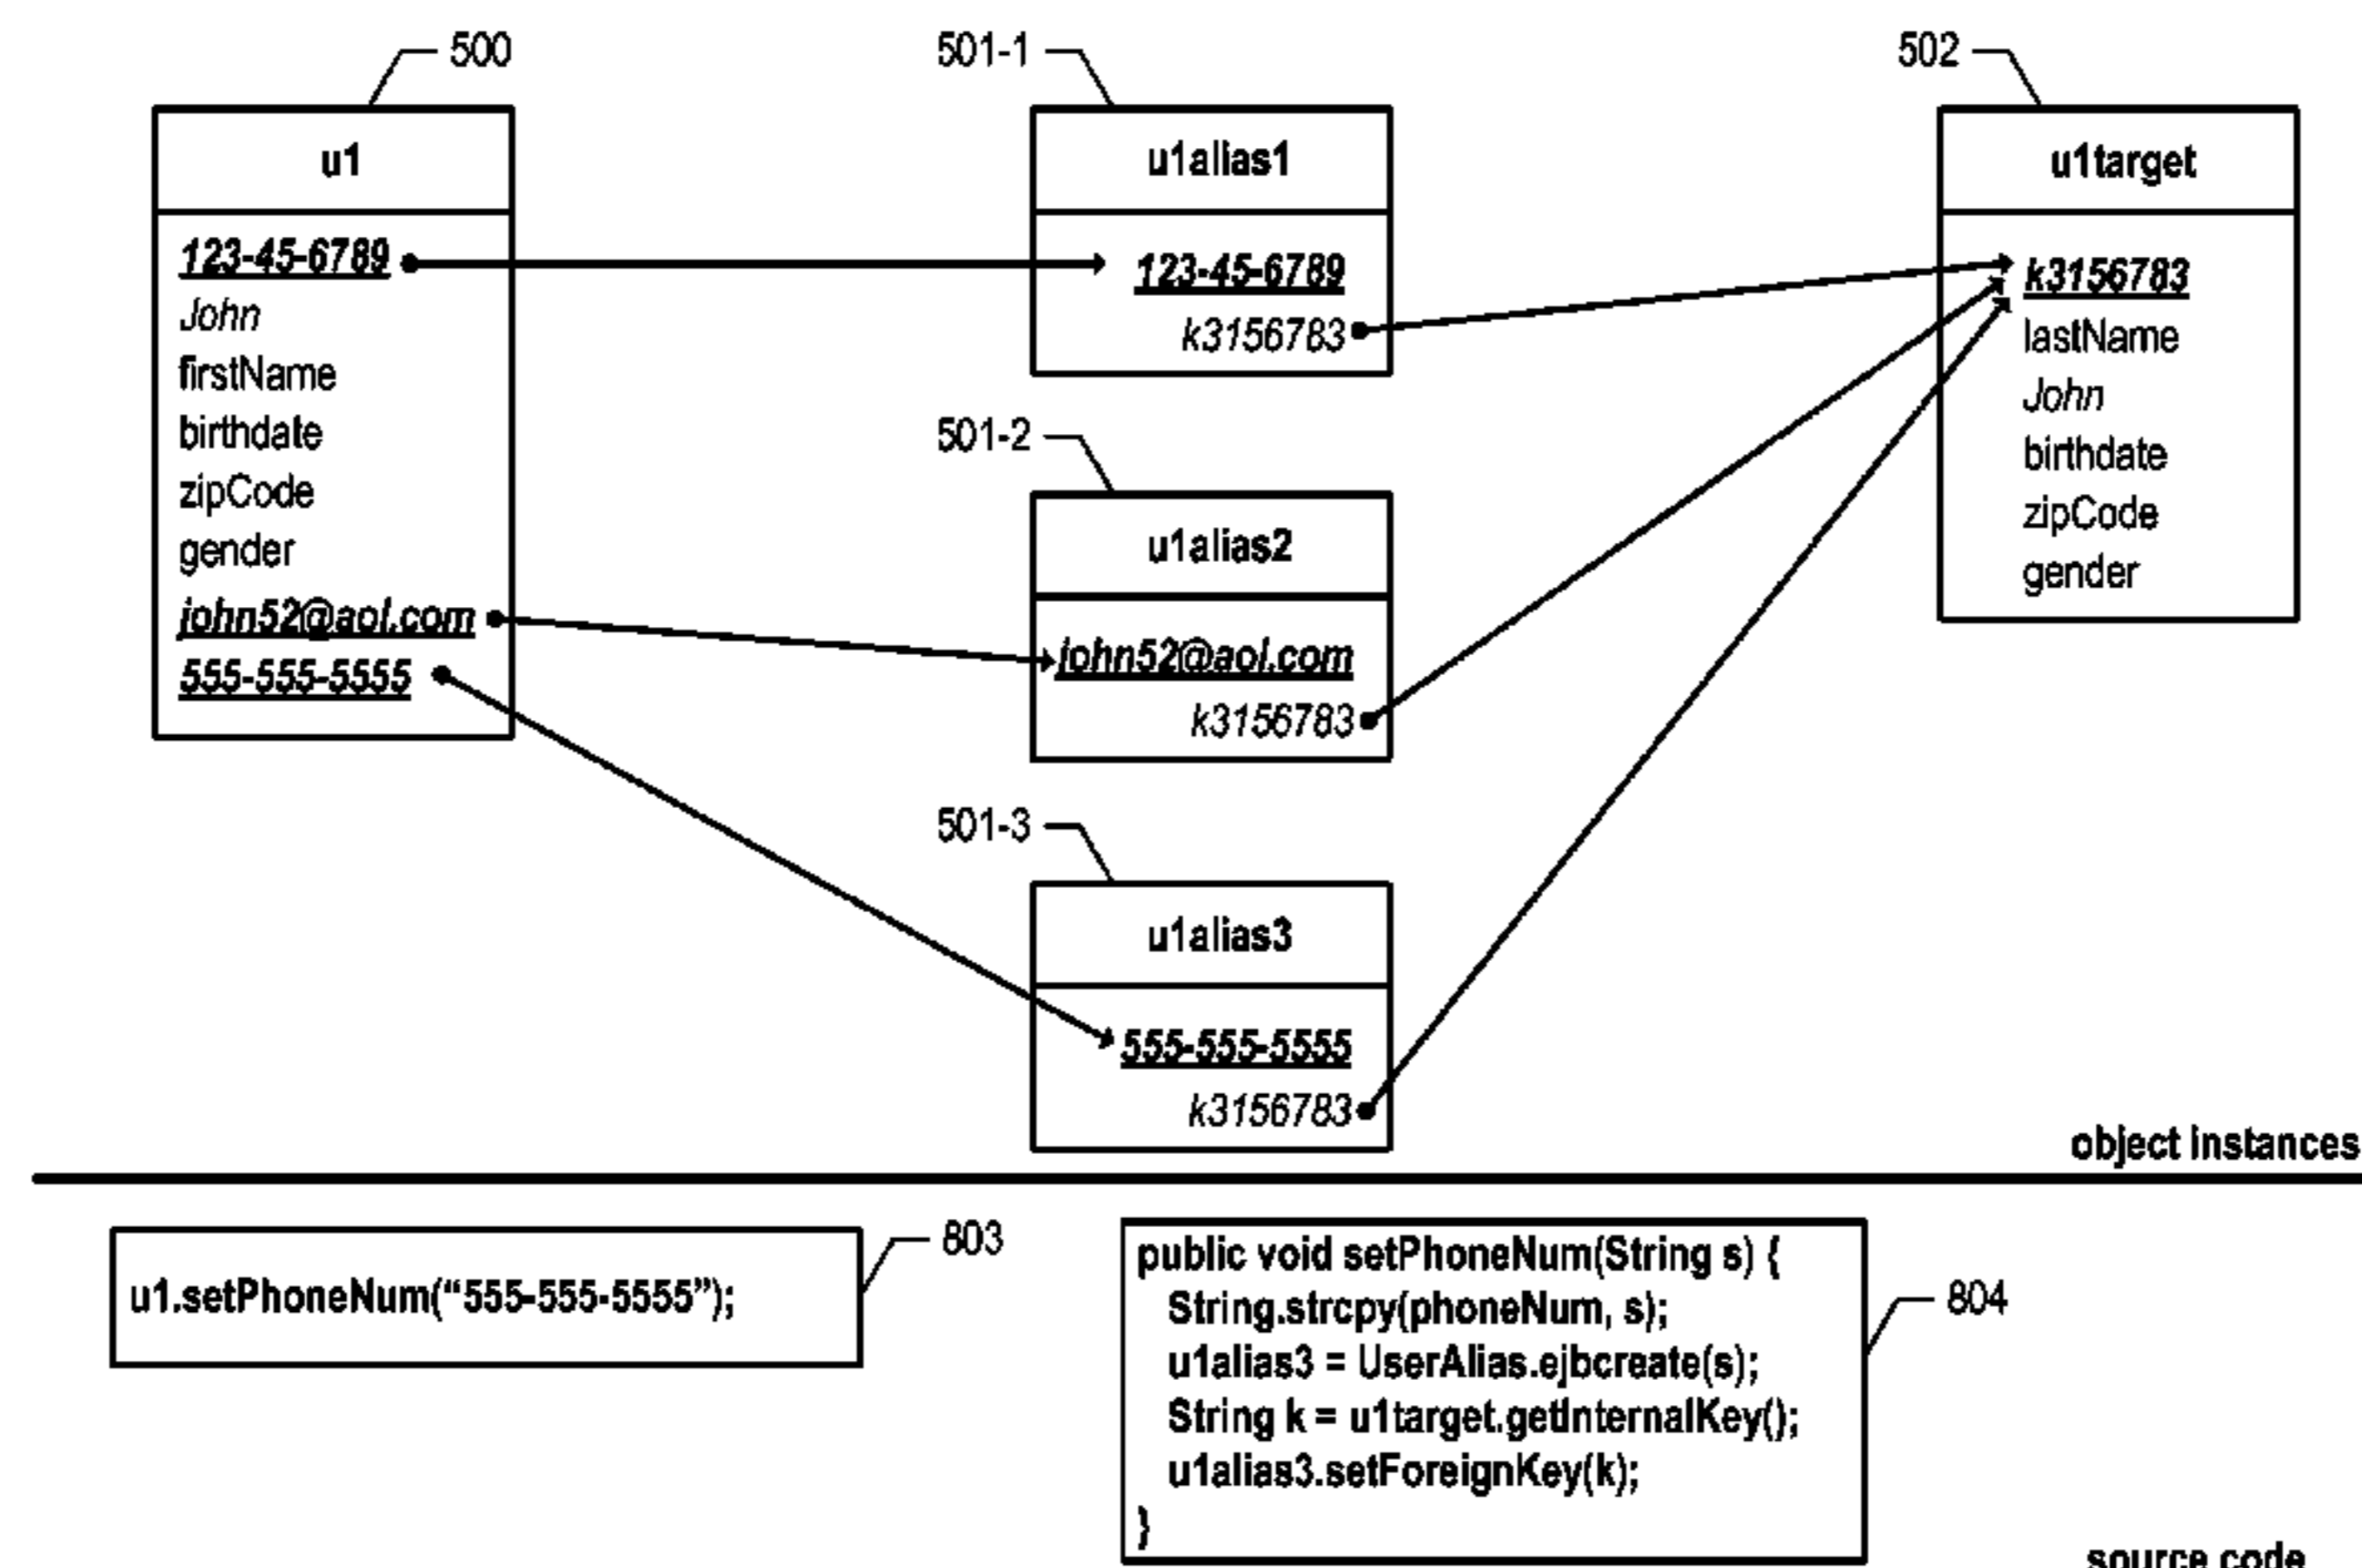 500
501-1
502
u1
u1alias1
u1target
123-45-6789
John
firstName
birthdate
zipCode
gender
john52@aol.com
555-555-5555
123-45-6789
k3156783
k3156783
lastName
John
birthdate
zipCode
gender
501-2
u1alias2
john52@aol.com
k3156783
501-3
u1alias3
555-555-5555
k3156783
object instances
u1.setPhoneNum(“555-555-5555”);
803
public void setPhoneNum(String s) {
String.strcpy(phoneNum, s);
u1alias3 = UserAlias.ejbcreate(s);
String k = u1target.getInternalKey();
u1alias3.setForeignKey(k);
}
804
source code